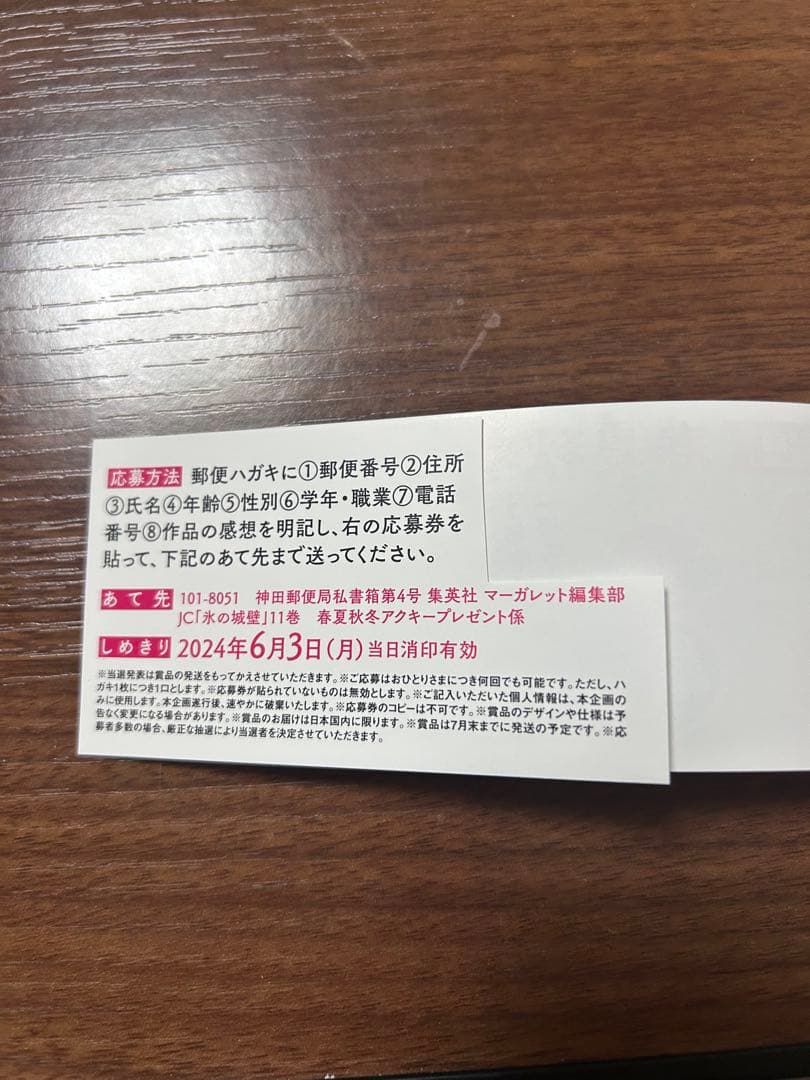 応募方法 郵便ハガキに①郵便番号②住所
③氏名④年齢⑤性別⑥学年・職業⑦電話
番号⑧作品の感想を明記し、右の応募券を
貼って、下記のあて先まで送ってください。
あて先 101-8051 神田郵便局私書箱第4号 集英社 マーガレット編集部
JC「氷の城壁」11巻 春夏秋冬アクキープレゼント係
しめきり 2024年6月3日(月)当日消印有効
※当選発表は賞品の発送をもってかえさせていただきます。※ご応募はおひとりさまにつき何回でも可能です。ただし、ハ
ガキ1枚につき1口とします。※応募券が貼られていないものは無効とします。※ご記入いただいた個人情報は、本企画の
みに使用します。本企画遂行後、速やかに破棄いたします。※応募券のコピーは不可です。※賞品のデザインや仕様は予
告なく変更になる場合があります。※賞品のお届けは日本国内に限ります。※賞品は7月末までに発送の予定です。※応
募者多数の場合、厳正な抽選により当選者を決定させていただきます。